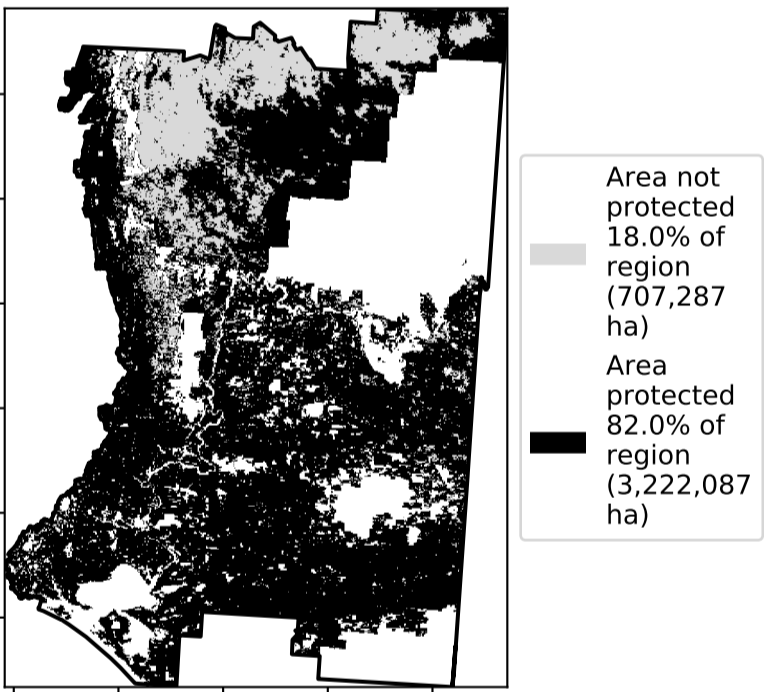 Area not
protected
18.0% of
region
(707,287
ha)
Area
protected
82.0% of
region
(3,222,087
ha)